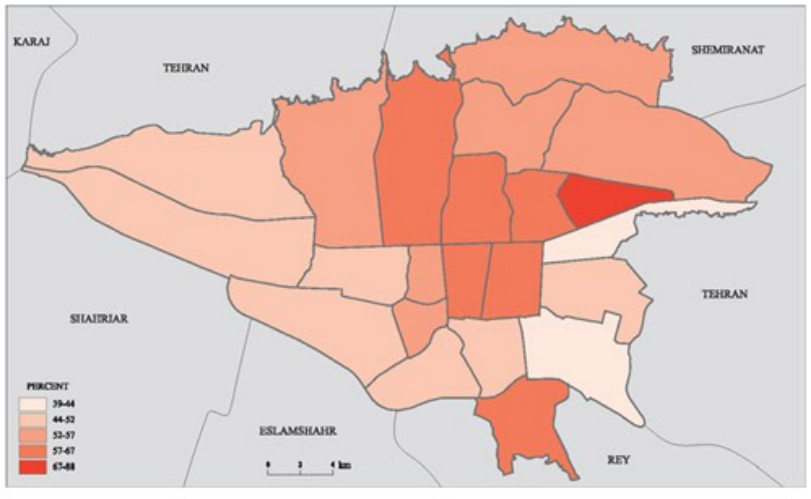 KARAJ
TEHRAN
SHEMIRANAT
TEHRAN
SHAHRIAR
ESLAMSHAHR
REY
PERCENT
39-44
44-52
52-57
57-67
67-88
0 2 4 km